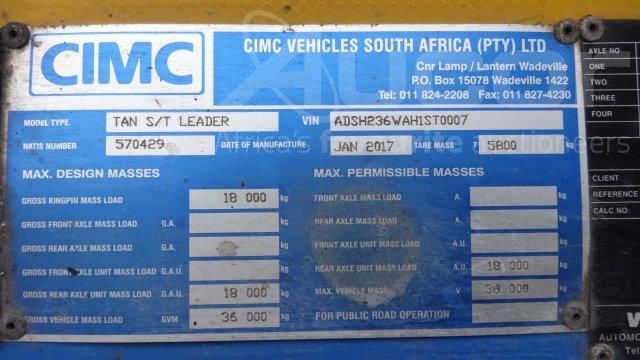 CIMC
CIMC VEHICLES SOUTH AFRICA (PTY) LTD
Cnr Lamp / Lantern Wadeville
P.O. Box 15078 Wadeville 1422
Tel: 011 824-2208 Fax: 011 827-4230
MODEL TYPE TAN S/T LEADER VIN ADSH236WAH1ST0007
NATIS NUMBER 570429 DATE OF MANUFACTURE JAN 2017 TARE MASS T 5800 kg
MAX. DESIGN MASSES
GROSS KINGPIN MASS LOAD 18 000 kg
GROSS FRONT AXLE MASS LOAD G.A. kg
GROSS REAR AXLE MASS LOAD G.A. kg
GROSS FRONT AXLE UNIT MASS LOAD G.A.U. kg
GROSS REAR AXLE UNIT MASS LOAD G.A.U. 18 000 kg
GROSS VEHICLE MASS LOAD GVM 36 000 kg
MAX. PERMISSIBLE MASSES
FRONT AXLE MASS LOAD A. kg
REAR AXLE MASS LOAD A. kg
FRONT AXLE UNIT MASS LOAD A.U. kg
REAR AXLE UNIT MASS LOAD A.U. 18 000 kg
MAX. VEHICLE MASS V 36 000 kg
FOR PUBLIC ROAD OPERATION
AXLE NO
ONE
TWO
THREE
FOUR
CLIENT
REFERENCE
CALC NO:
W
AUTOMO
Tel